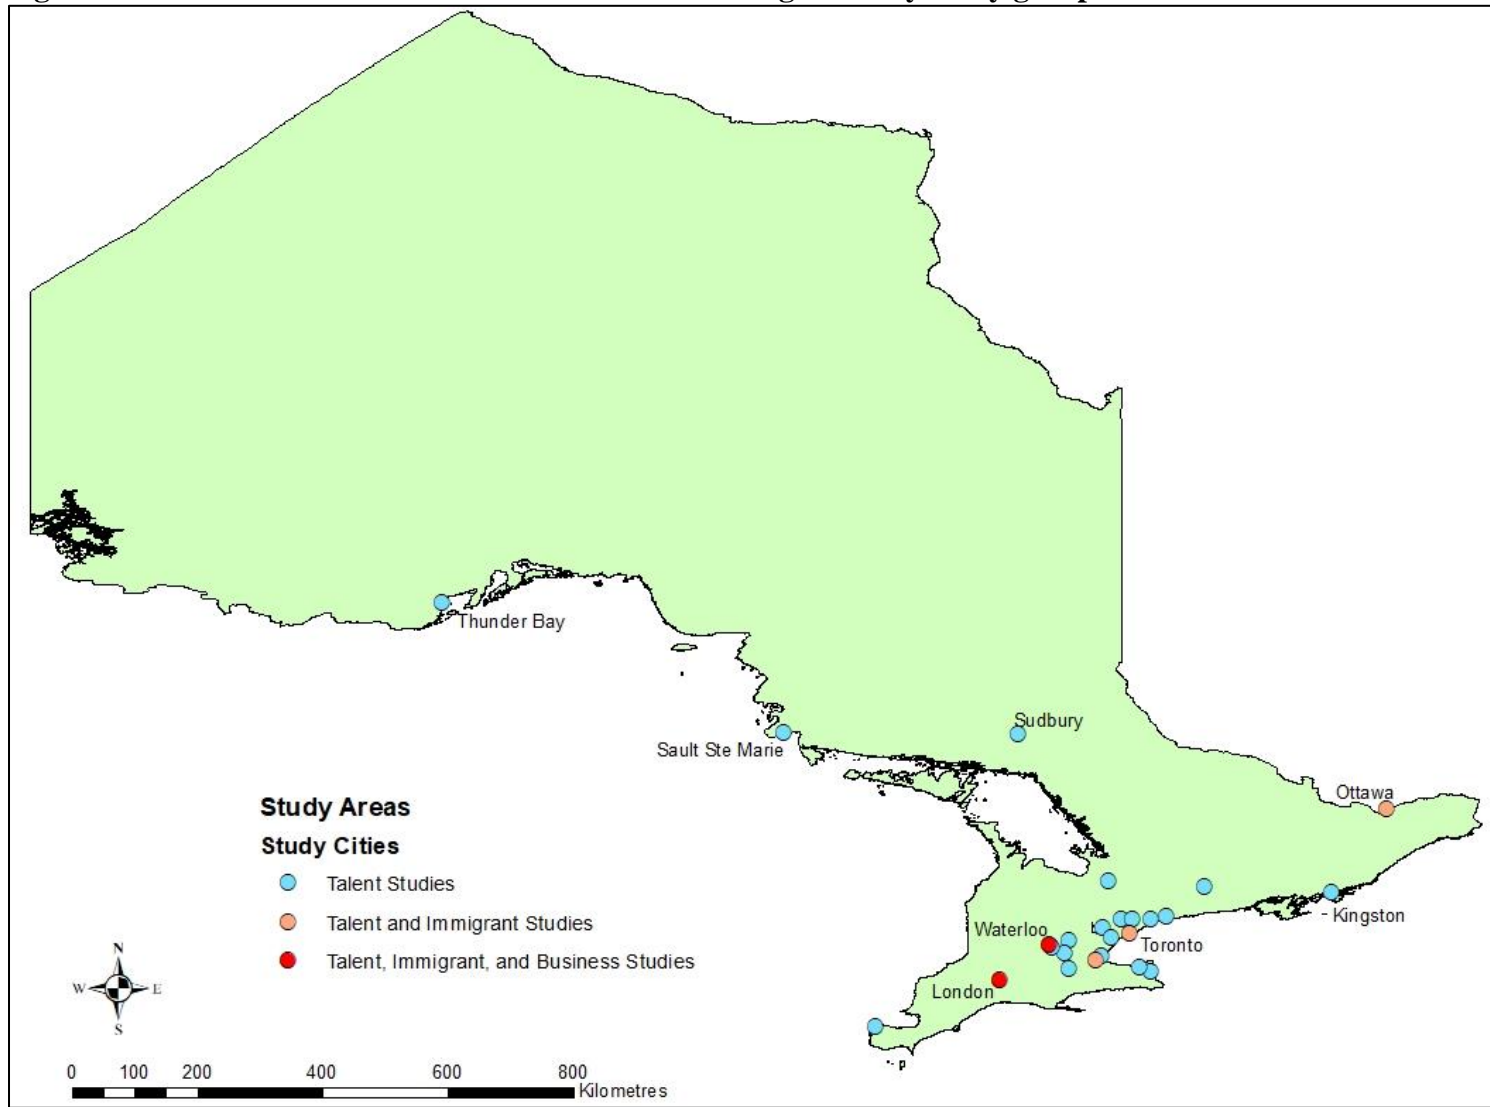 Thunder Bay
Sudbury
Sault Ste Marie
Ottawa
Study Areas
Study Cities
Talent Studies
Talent and Immigrant Studies
Talent, Immigrant, and Business Studies
Waterloo
Kingston
Toronto
London
N
W E
S
0 100 200 400 600 800
Kilometres